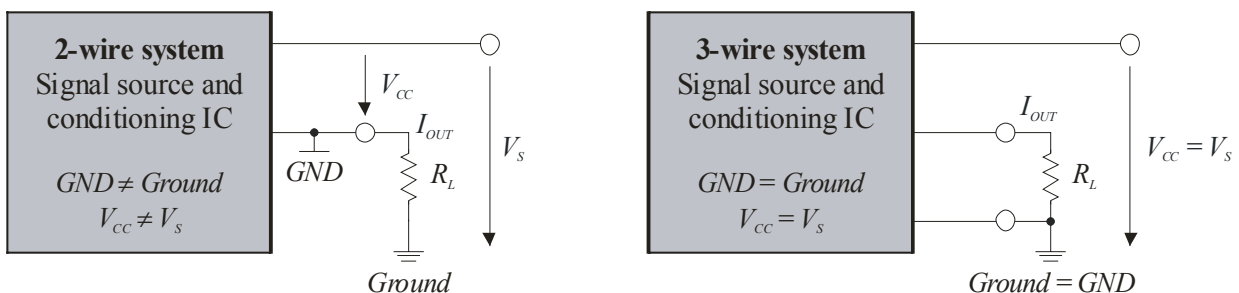 2-wire system
Signal source and
conditioning IC
GND ≠ Ground
V_CC ≠ V_S
V_CC
I_OUT
GND
R_L
V_S
Ground
3-wire system
Signal source and
conditioning IC
GND = Ground
V_CC = V_S
I_OUT
R_L
V_CC = V_S
Ground = GND